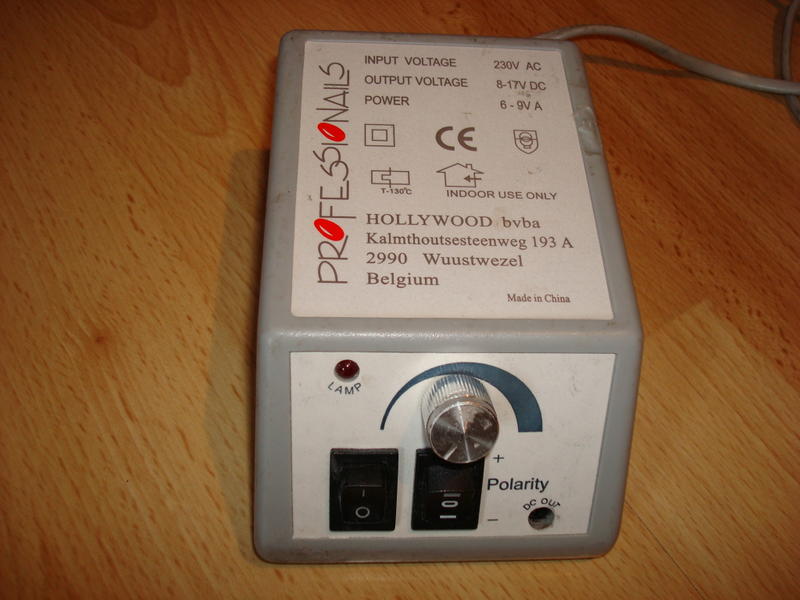 PROFESSIONAILS
INPUT VOLTAGE 230V AC
OUTPUT VOLTAGE 8-17V DC
POWER 6-9V A
CE
T-130°C
INDOOR USE ONLY
HOLLYWOOD bvba
Kalmthoutsesteenweg 193 A
2990 Wuustwezel
Belgium
Made in China
LAMP
+
Polarity
DC OUT
−
I O
I O II